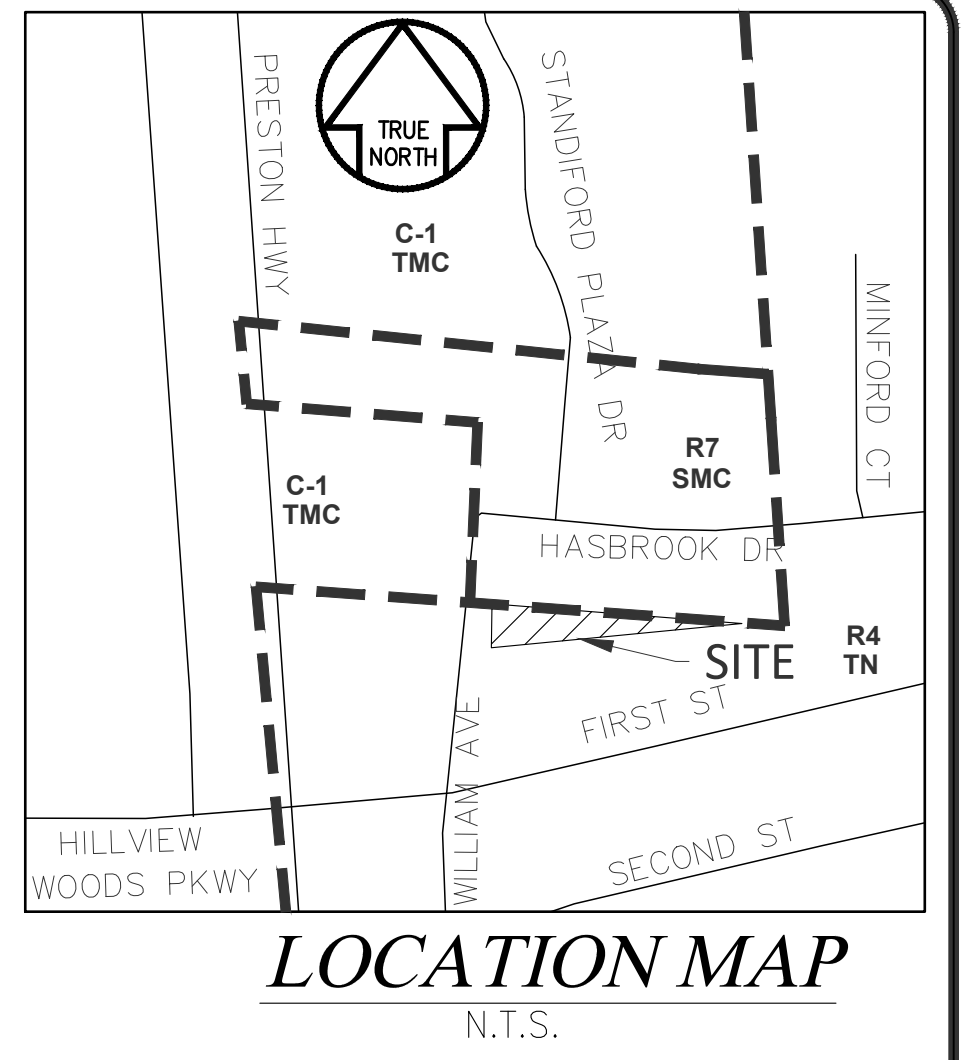 PRESTON HWY
TRUE
NORTH
STANDIFORD PLAZA DR
C-1
TMC
MINFORD CT
R7
SMC
C-1
TMC
HASBROOK DR
R4
TN
SITE
FIRST ST
WILLIAM AVE
HILLVIEW
WOODS PKWY
SECOND ST
LOCATION MAP
N.T.S.